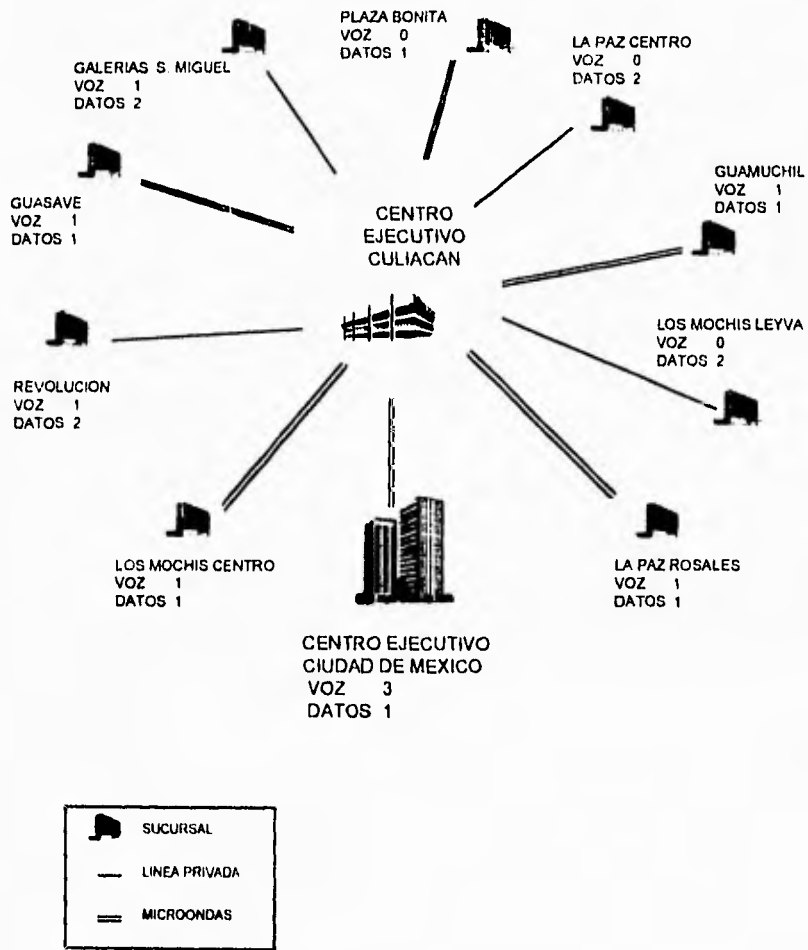 PLAZA BONITA
VOZ 0
DATOS 1
LA PAZ CENTRO
VOZ 0
DATOS 2
GALERIAS S. MIGUEL
VOZ 1
DATOS 2
GUAMUCHIL
VOZ 1
DATOS 1
GUASAVE
VOZ 1
DATOS 1
CENTRO
EJECUTIVO
CULIACAN
LOS MOCHIS LEYVA
VOZ 0
DATOS 2
REVOLUCION
VOZ 1
DATOS 2
LOS MOCHIS CENTRO
VOZ 1
DATOS 1
LA PAZ ROSALES
VOZ 1
DATOS 1
CENTRO EJECUTIVO
CIUDAD DE MEXICO
VOZ 3
DATOS 1
SUCURSAL
LINEA PRIVADA
MICROONDAS